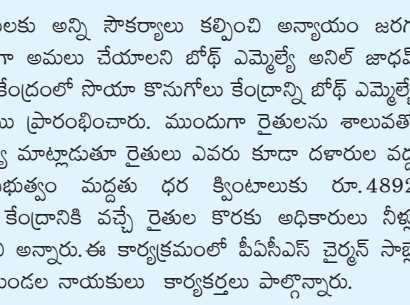 లకు అన్ని సౌకర్యాలు కల్పించి అన్యాయం జరగ
గా అమలు చేయాలని బోథ్ ఎమ్మెల్యే అనిల్ జాధవ్
కేంద్రంలో సోయా కొనుగోలు కేంద్రాన్ని బోథ్ ఎమ్మెల్యే
ప్రారంభించారు. ముందుగా రైతులను శాలువతో
మాట్లాడుతూ రైతులు ఎవరు కూడా దళారుల వద్ద
భుత్వం మద్దతు ధర క్వింటాలుకు రూ.4892
కేంద్రానికి వచ్చే రైతుల కొరకు అధికారులు నీళ్లు
అన్నారు.ఈ కార్యక్రమంలో పీఏసీఎస్ చైర్మన్ సాబ్లే
మండల నాయకులు కార్యకర్తలు పాల్గొన్నారు.